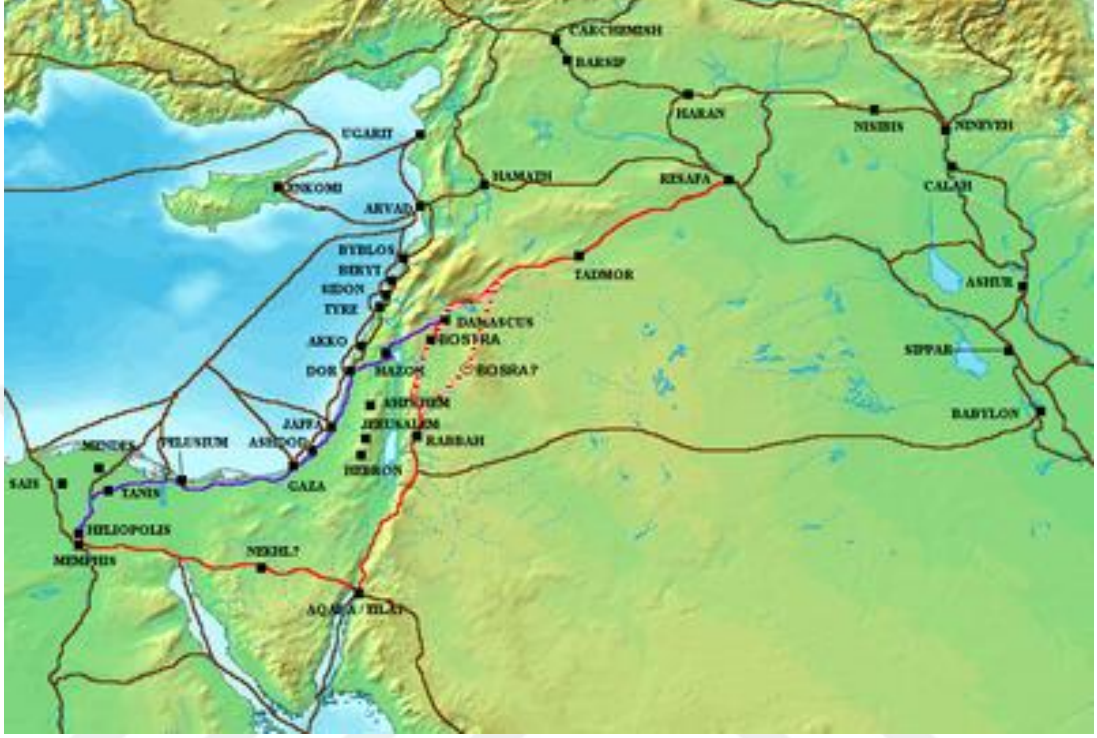 CARCHEMISH
BARSIP
HARAN
NISIBIS
NINEVEH
UGARIT
ENKOMI
HAMATH
RESAFA
CALAH
ARVAD
BYBLOS
BIRYT
SIDON
TADMOR
TYRE
ASHUR
DAMASCUS
AKKO
BOSTRA
SIPPAR
DOR
HAZOR
BOSRA?
SHECHEM
BABYLON
JAFFA
JERUSALEM
MENDES
PELUSIUM
ASHDOD
RABBAH
HEBRON
SAIS
TANIS
GAZA
HELIOPOLIS
NEKHL?
MEMPHIS
AQABA / EILAT